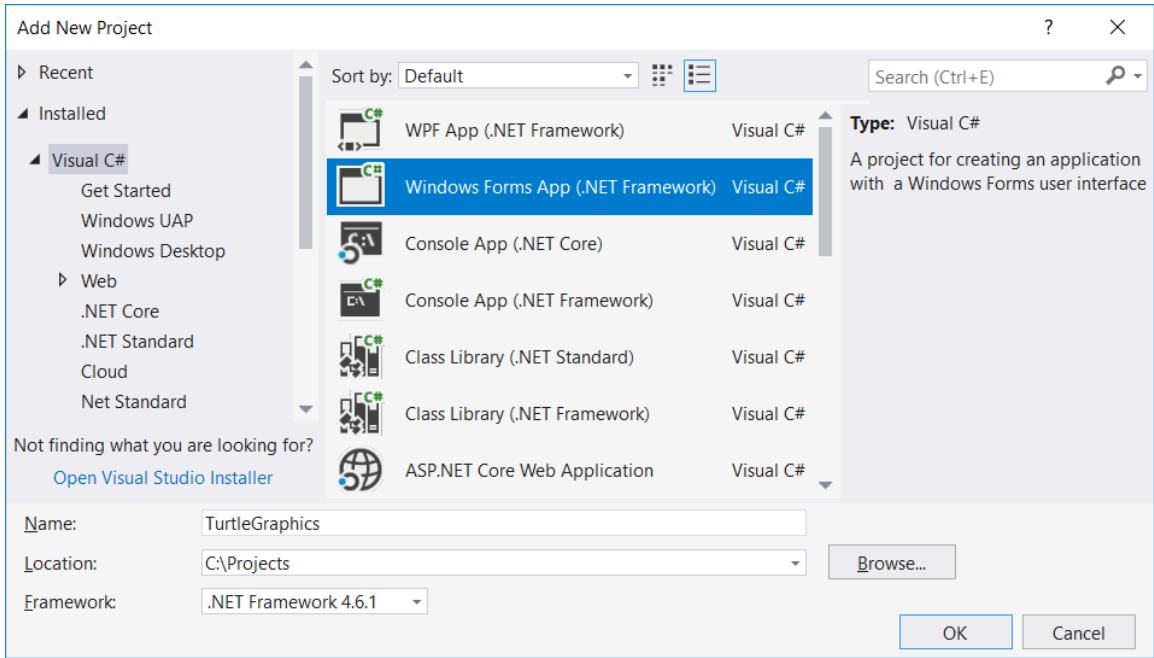 Add New Project
?
Recent
Installed
Visual C#
Get Started
Windows UAP
Windows Desktop
Web
.NET Core
.NET Standard
Cloud
Net Standard
Not finding what you are looking for?
Open Visual Studio Installer
Sort by: Default
C# WPF App (.NET Framework) Visual C#
C# Windows Forms App (.NET Framework) Visual C#
C:\ Console App (.NET Core) Visual C#
C# C:\ Console App (.NET Framework) Visual C#
C# Class Library (.NET Standard) Visual C#
C# Class Library (.NET Framework) Visual C#
ASP.NET Core Web Application Visual C#
Search (Ctrl+E)
Type: Visual C#
A project for creating an application
with a Windows Forms user interface
Name: TurtleGraphics
Location: C:\Projects
Browse...
Framework: .NET Framework 4.6.1
OK
Cancel